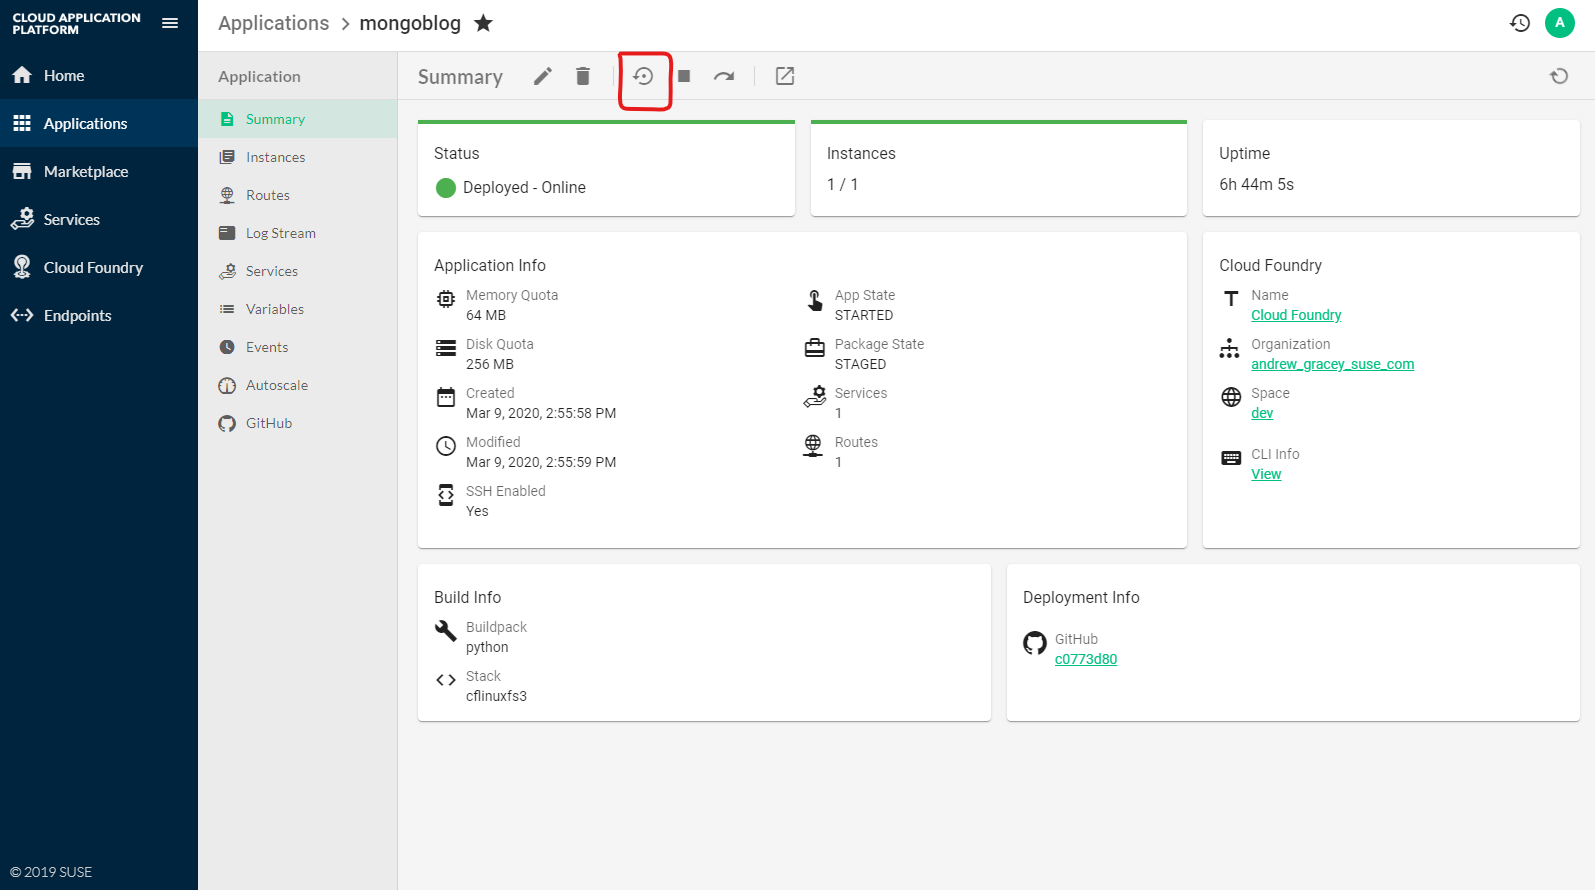 CLOUD APPLICATION
PLATFORM
Home
Applications
Marketplace
Services
Cloud Foundry
Endpoints
© 2019 SUSE
Applications > mongoblog
A
Application
Summary
Instances
Routes
Log Stream
Services
Variables
Events
Autoscale
GitHub
Summary
Status
Deployed - Online
Instances
1 / 1
Uptime
6h 44m 5s
Application Info
Memory Quota
64 MB
Disk Quota
256 MB
Created
Mar 9, 2020, 2:55:58 PM
Modified
Mar 9, 2020, 2:55:59 PM
SSH Enabled
Yes
App State
STARTED
Package State
STAGED
Services
1
Routes
1
Cloud Foundry
Name
Cloud Foundry
Organization
andrew_gracey_suse_com
Space
dev
CLI Info
View
Build Info
Buildpack
python
Stack
cflinuxfs3
Deployment Info
GitHub
c0773d80